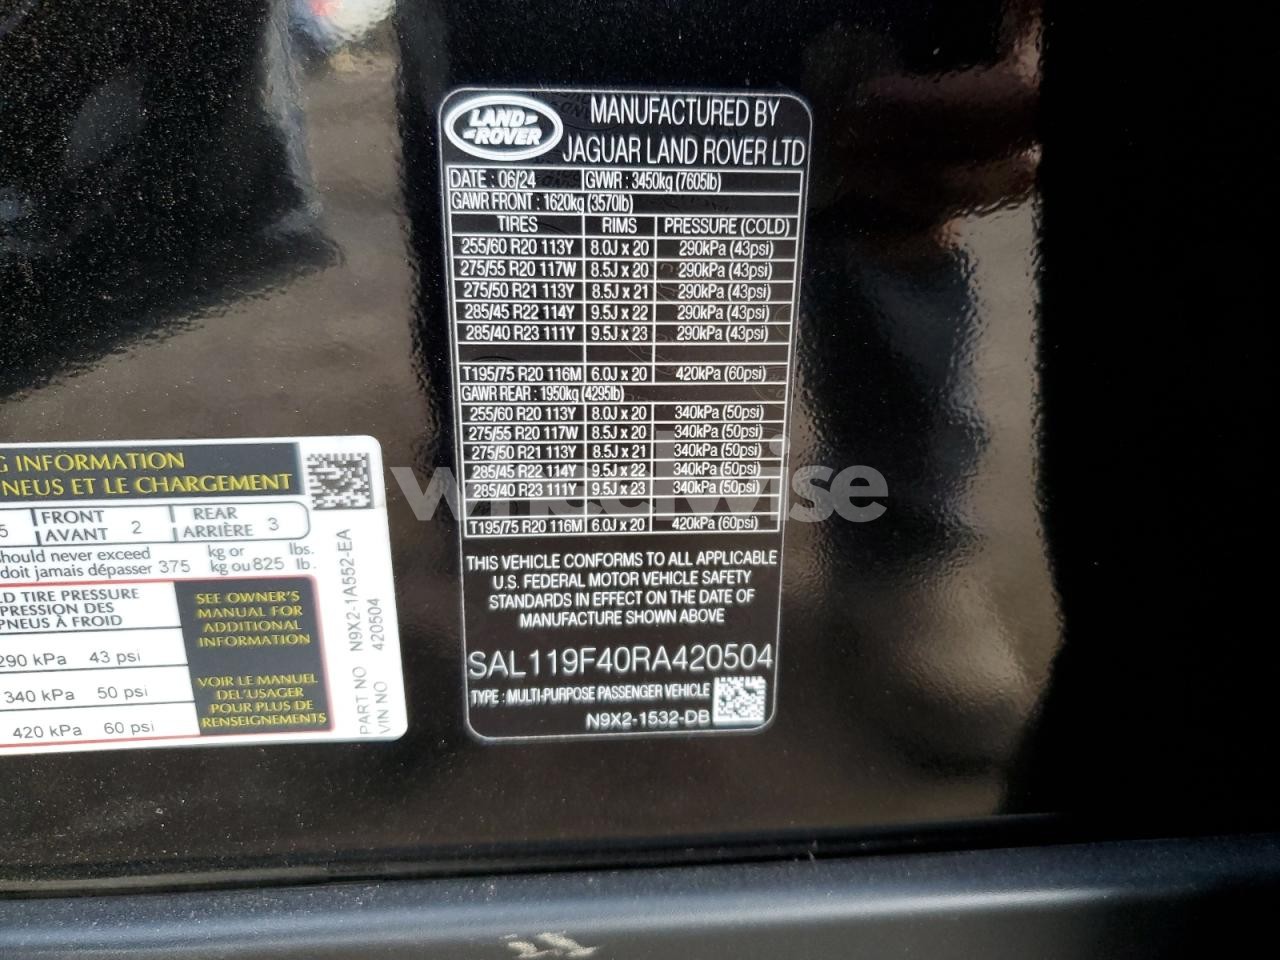 LAND
ROVER
MANUFACTURED BY
JAGUAR LAND ROVER LTD
DATE : 06/24 GVWR : 3450kg (7605lb)
GAWR FRONT : 1620kg (3570lb)
TIRES RIMS PRESSURE (COLD)
255/60 R20 113Y 8.0J x 20 290kPa (43psi)
275/55 R20 117W 8.5J x 20 290kPa (43psi)
275/50 R21 113Y 8.5J x 21 290kPa (43psi)
285/45 R22 114Y 9.5J x 22 290kPa (43psi)
285/40 R23 111Y 9.5J x 23 290kPa (43psi)
T195/75 R20 116M 6.0J x 20 420kPa (60psi)
GAWR REAR : 1950kg (4295lb)
255/60 R20 113Y 8.0J x 20 340kPa (50psi)
275/55 R20 117W 8.5J x 20 340kPa (50psi)
275/50 R21 113Y 8.5J x 21 340kPa (50psi)
285/45 R22 114Y 9.5J x 22 340kPa (50psi)
285/40 R23 111Y 9.5J x 23 340kPa (50psi)
T195/75 R20 116M 6.0J x 20 420kPa (60psi)
THIS VEHICLE CONFORMS TO ALL APPLICABLE
U.S. FEDERAL MOTOR VEHICLE SAFETY
STANDARDS IN EFFECT ON THE DATE OF
MANUFACTURE SHOWN ABOVE
SAL119F40RA420504
TYPE : MULTI-PURPOSE PASSENGER VEHICLE
N9X2-1532-DB
wheelwise
G INFORMATION
NEUS ET LE CHARGEMENT
5 FRONT AVANT 2 REAR ARRIÈRE 3
should never exceed 375 kg or 825 lbs.
doit jamais dépasser kg ou lb.
LD TIRE PRESSURE
PRESSION DES
PNEUS À FROID
290 kPa 43 psi
340 kPa 50 psi
420 kPa 60 psi
SEE OWNER'S
MANUAL FOR
ADDITIONAL
INFORMATION
VOIR LE MANUEL
DEL'USAGER
POUR PLUS DE
RENSEIGNEMENTS
PART NO N9X2-1A552-EA
VIN NO 420504